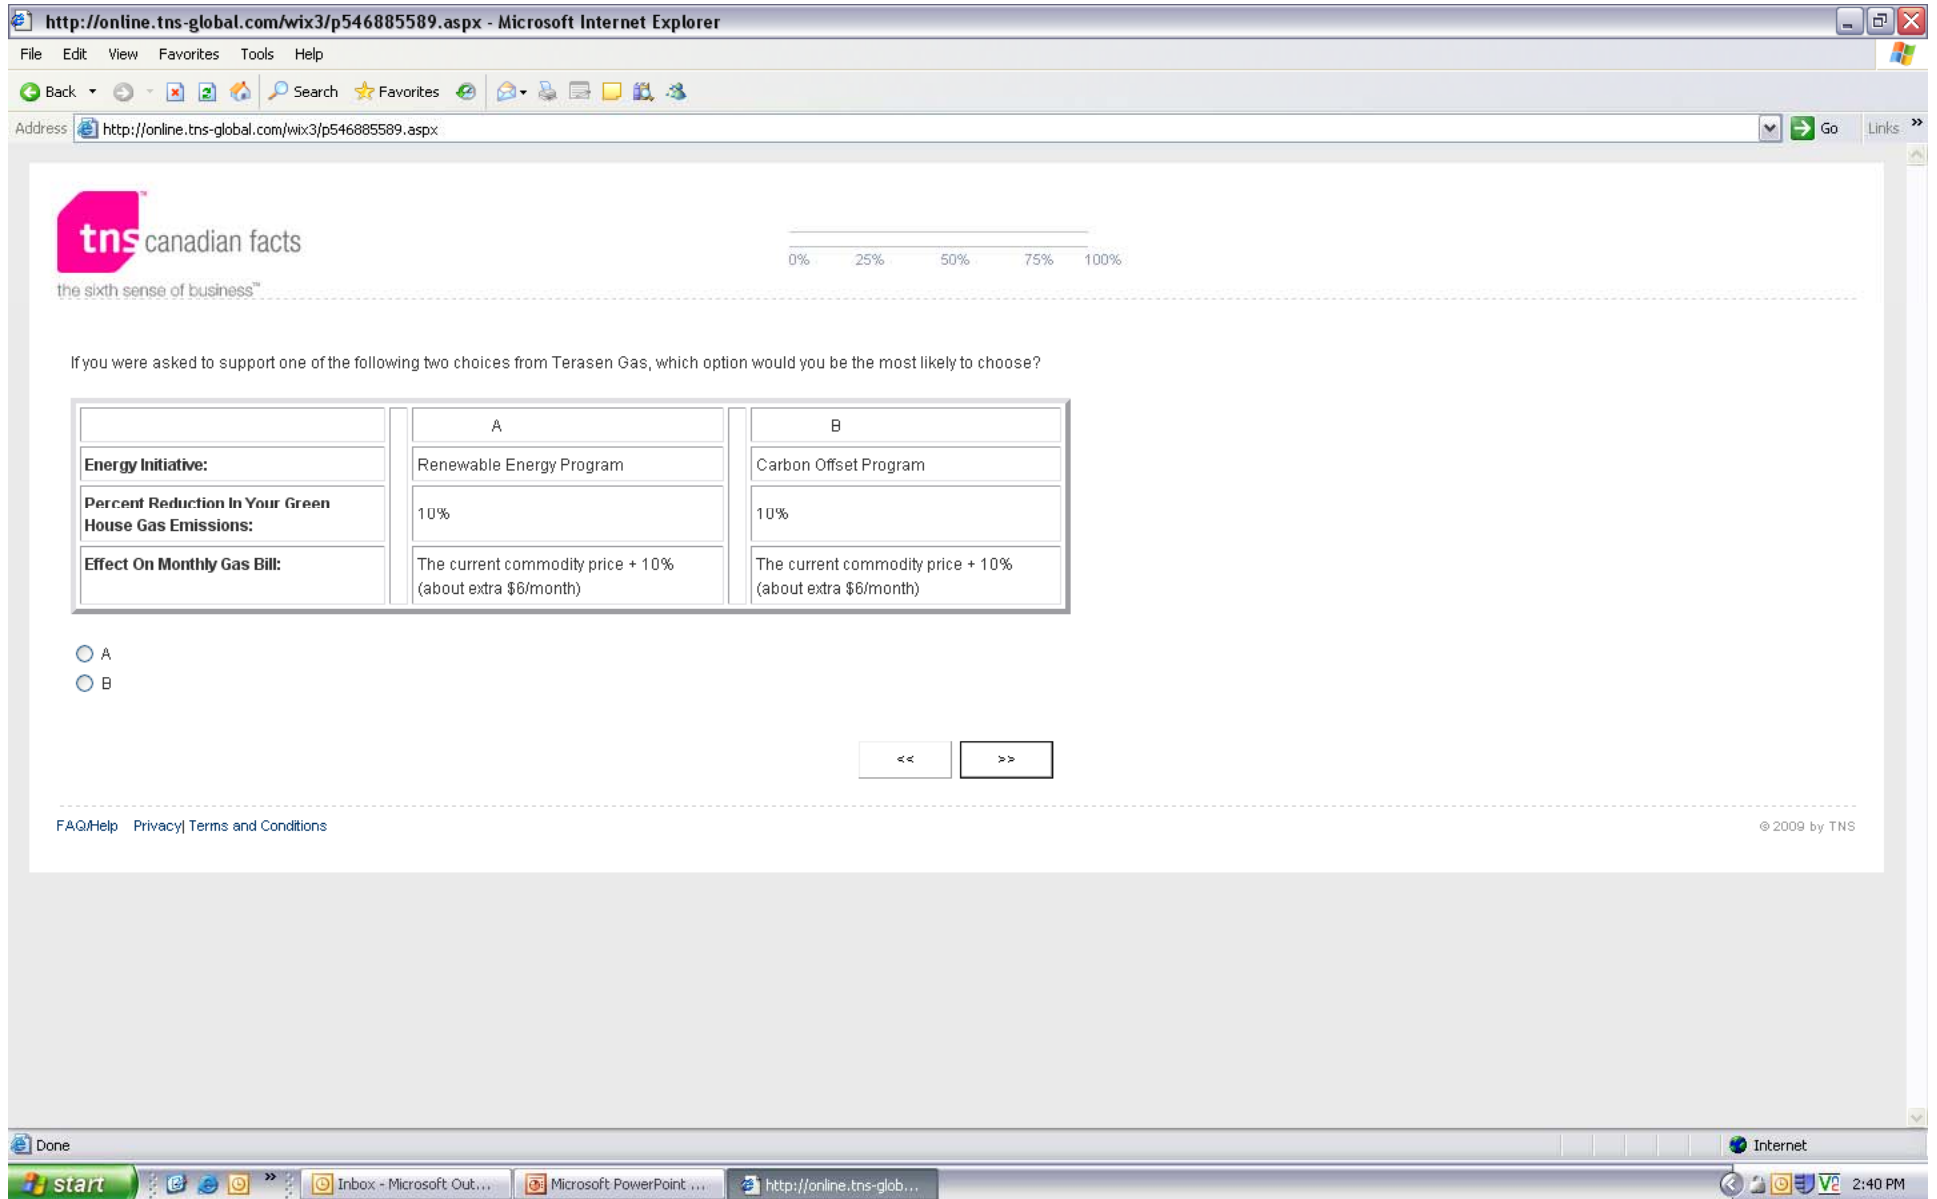 http://online.tns-global.com/wix3/p546885589.aspx - Microsoft Internet Explorer
File Edit View Favorites Tools Help
Back Search Favorites
Address http://online.tns-global.com/wix3/p546885589.aspx Go Links »
tns canadian facts ™
the sixth sense of business™
0% 25% 50% 75% 100%
If you were asked to support one of the following two choices from Terasen Gas, which option would you be the most likely to choose?
A B
Energy Initiative: Renewable Energy Program Carbon Offset Program
Percent Reduction In Your Green
House Gas Emissions: 10% 10%
Effect On Monthly Gas Bill: The current commodity price + 10% The current commodity price + 10%
(about extra $6/month) (about extra $6/month)
A
B
<< >>
FAQ/Help Privacy| Terms and Conditions © 2009 by TNS
Done Internet
start » Inbox - Microsoft Out... Microsoft PowerPoint ... http://online.tns-glob... 2:40 PM